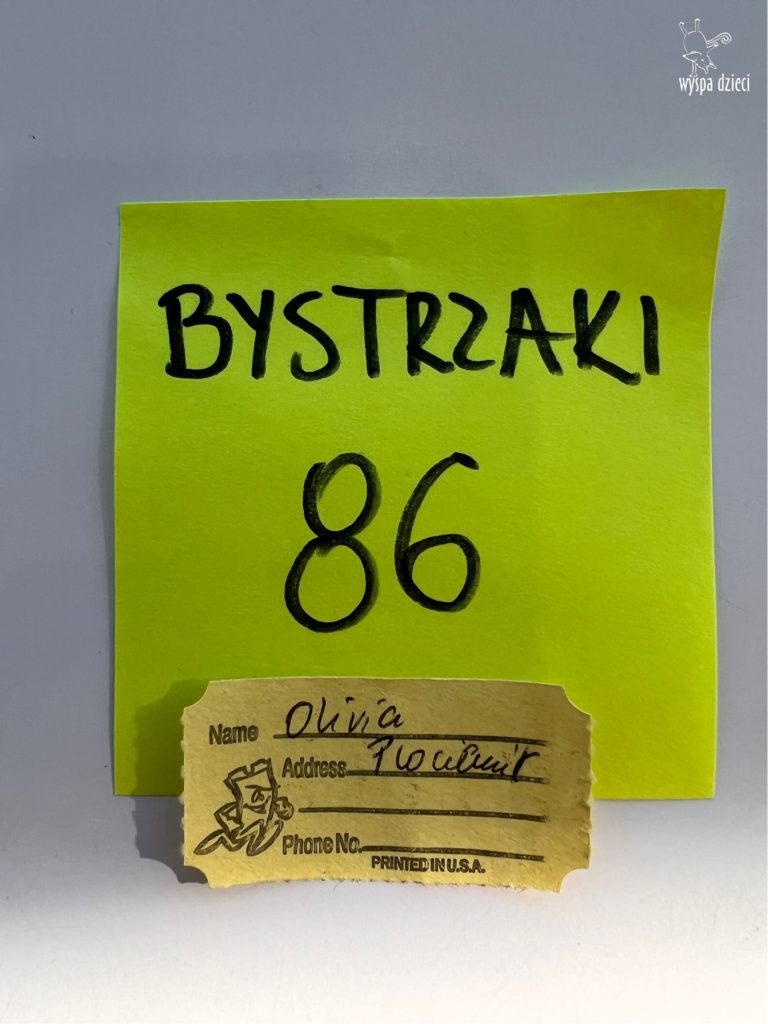 wyspa dzieci
BYSTRZAKI
86
Name Olivia
Address
Phone No.
PRINTED IN U.S.A.